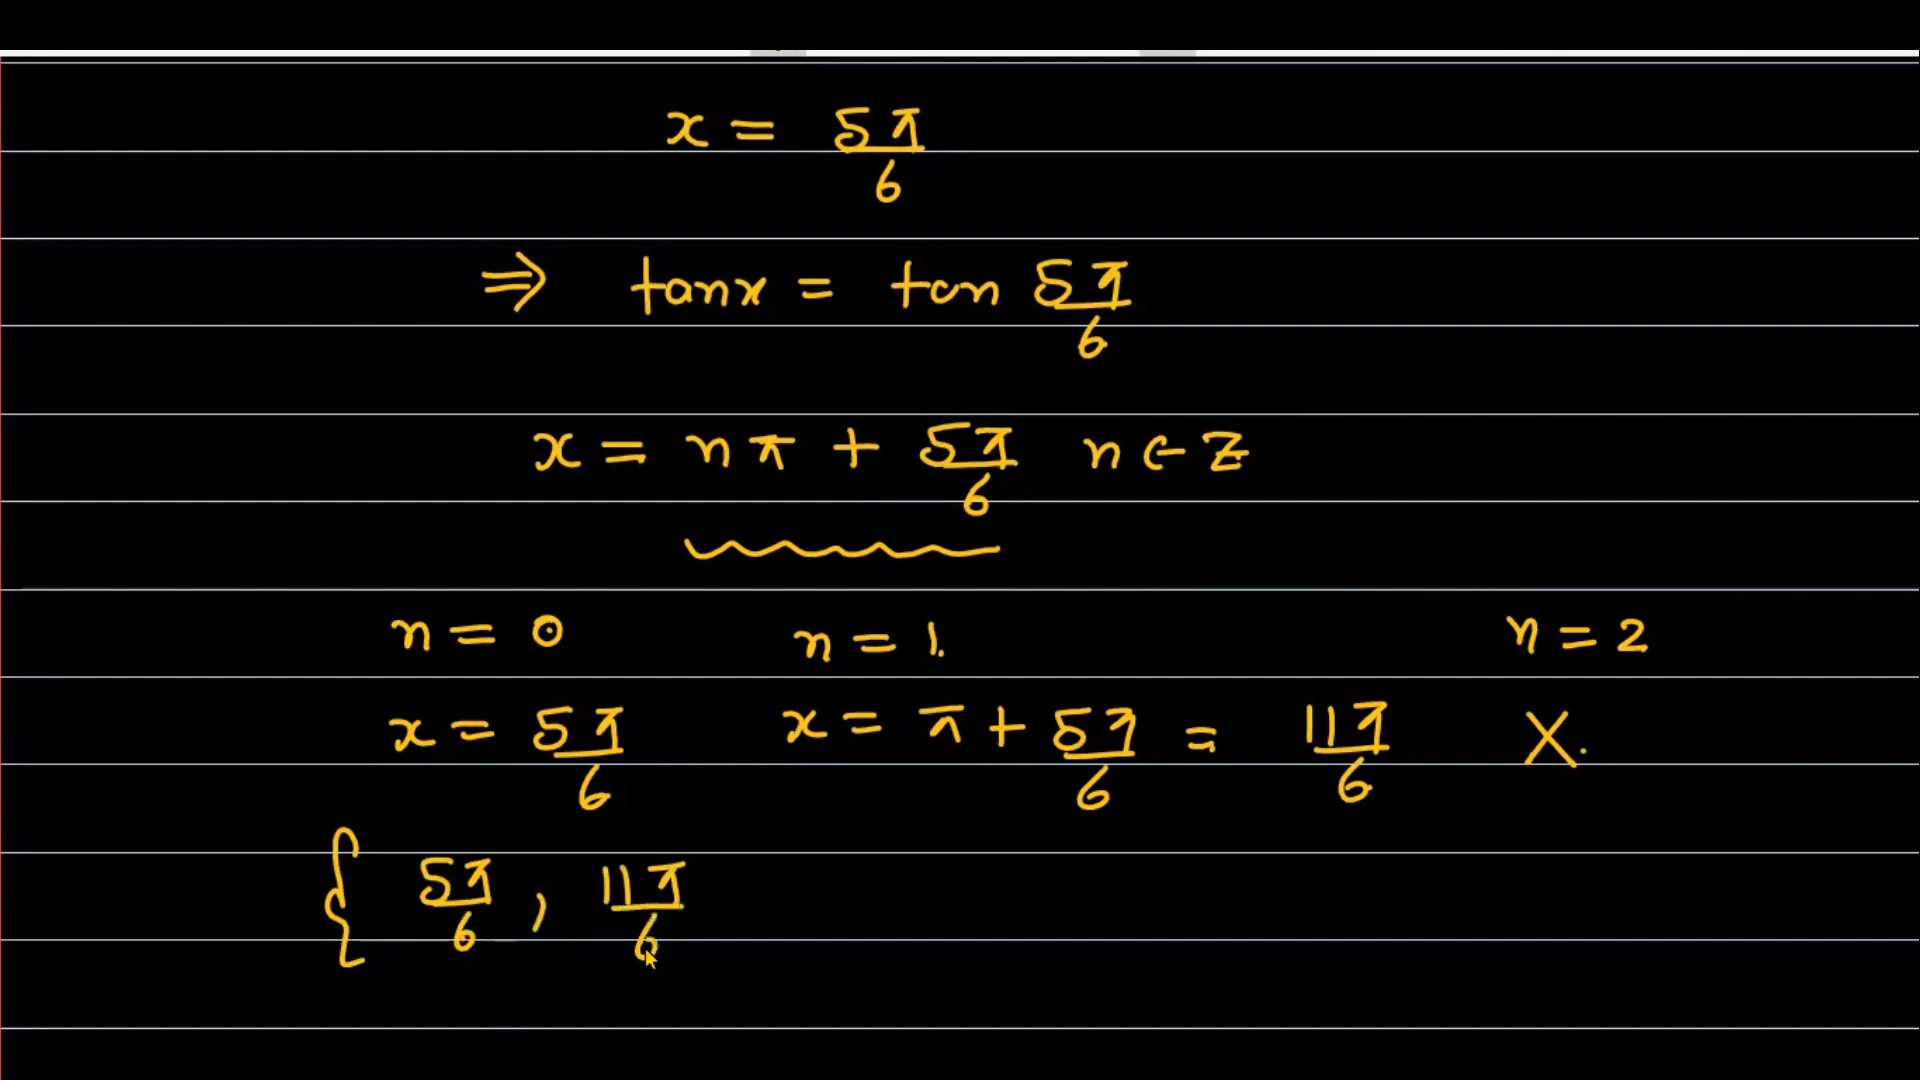 x = 5π/6
⇒ tanx = tan 5π/6
x = nπ + 5π/6 n ∈ Z
n = 0 n = 1. n = 2
x = 5π/6 x = π + 5π/6 = 11π/6 X.
{ 5π/6 , 11π/6